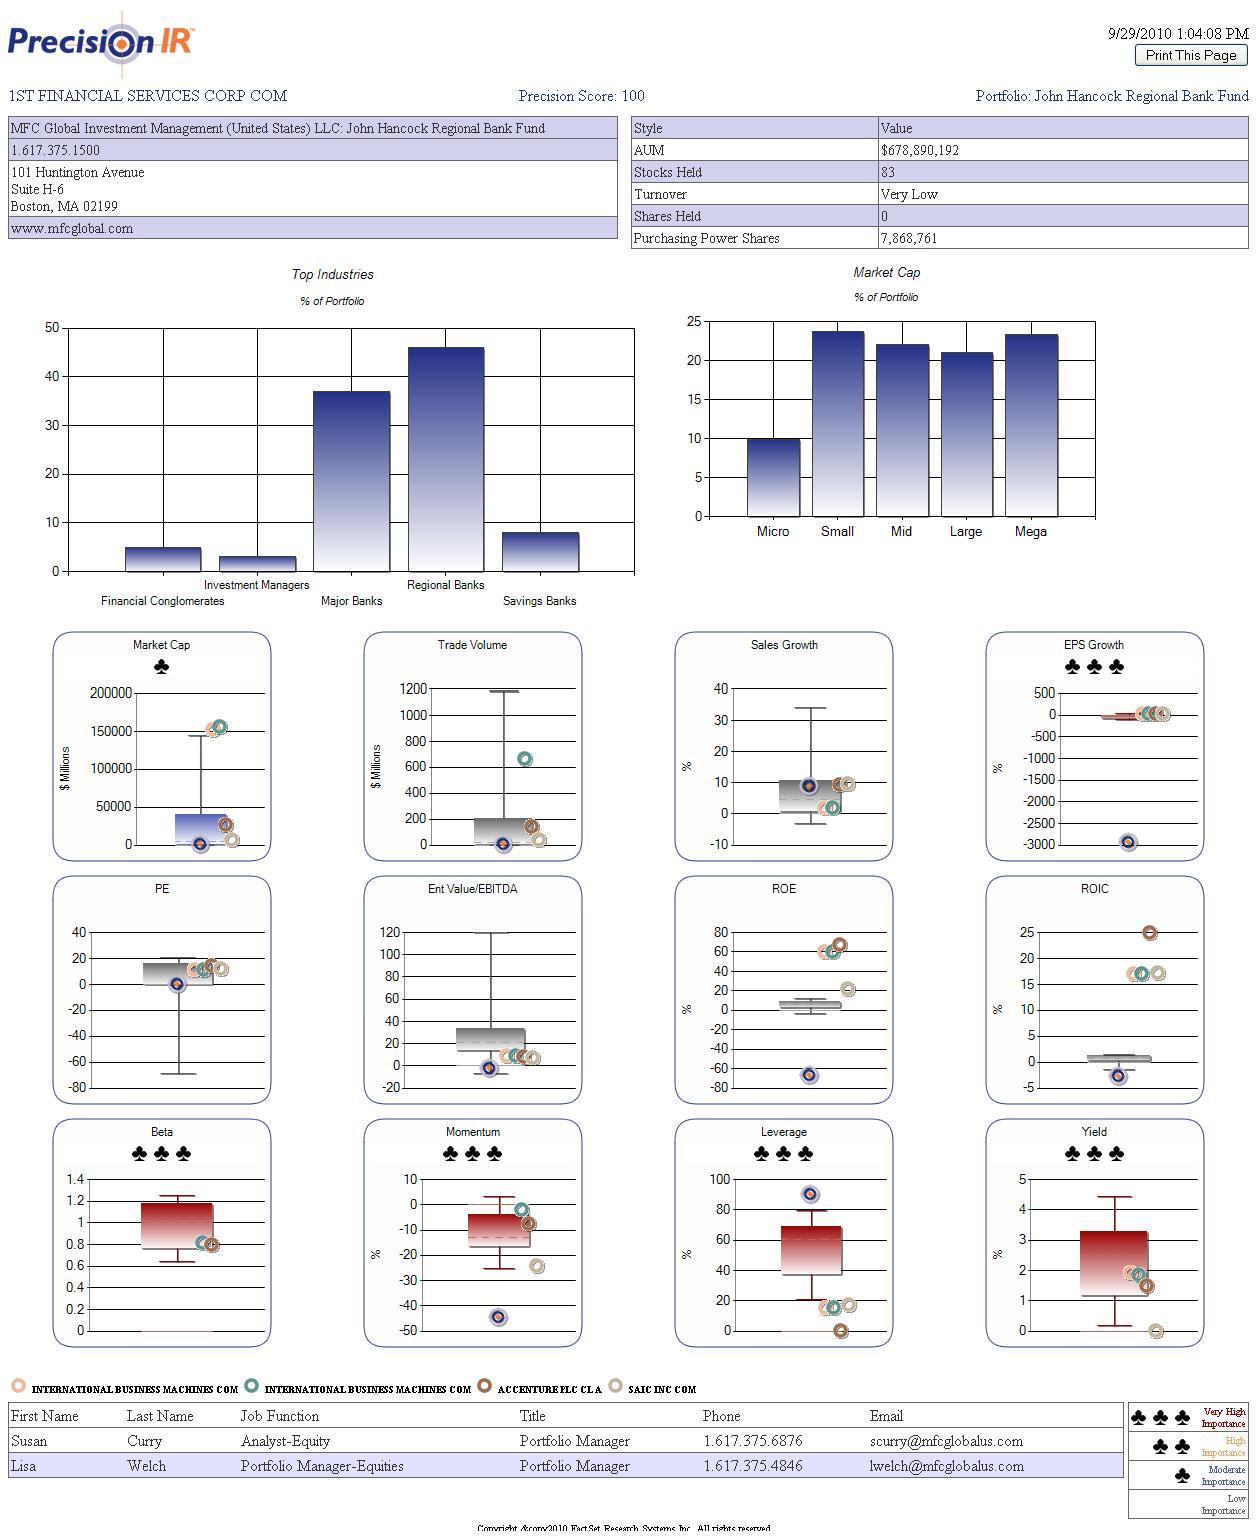 Precision IR
9/29/2010 1:04:08 PM
Print This Page
1ST FINANCIAL SERVICES CORP COM
Precision Score: 100
Portfolio: John Hancock Regional Bank Fund
MFC Global Investment Management (United States) LLC: John Hancock Regional Bank Fund
1.617.375.1500
101 Huntington Avenue
Suite H-6
Boston, MA 02199
www.mfcglobal.com
Style Value
AUM $678,890,192
Stocks Held 83
Turnover Very Low
Shares Held 0
Purchasing Power Shares 7,868,761
Top Industries
% of Portfolio
50
40
30
20
10
0
Investment Managers Regional Banks
Financial Conglomerates Major Banks Savings Banks
Market Cap
% of Portfolio
25
20
15
10
5
0
Micro Small Mid Large Mega
Market Cap
$ Millions
200000
150000
100000
50000
0
Trade Volume
$ Millions
1200
1000
800
600
400
200
0
Sales Growth
%
40
30
20
10
0
-10
EPS Growth
%
500
0
-500
-1000
-1500
-2000
-2500
-3000
PE
40
20
0
-20
-40
-60
-80
Ent Value/EBITDA
120
100
80
60
40
20
0
-20
ROE
%
80
60
40
20
0
-20
-40
-60
-80
ROIC
%
25
20
15
10
5
0
-5
Beta
1.4
1.2
1
0.8
0.6
0.4
0.2
0
Momentum
%
10
0
-10
-20
-30
-40
-50
Leverage
%
100
80
60
40
20
0
Yield
%
5
4
3
2
1
0
INTERNATIONAL BUSINESS MACHINES COM INTERNATIONAL BUSINESS MACHINES COM ACCENTURE PLC CL A SAIC INC COM
First Name Last Name Job Function Title Phone Email
Susan Curry Analyst-Equity Portfolio Manager 1.617.375.6876 scurry@mfcglobalus.com
Lisa Welch Portfolio Manager-Equities Portfolio Manager 1.617.375.4846 lwelch@mfcglobalus.com
Very High
Importance
High
Importance
Moderate
Importance
Low
Importance
Copyright &copy2010 FactSet Research Systems Inc. All rights reserved.